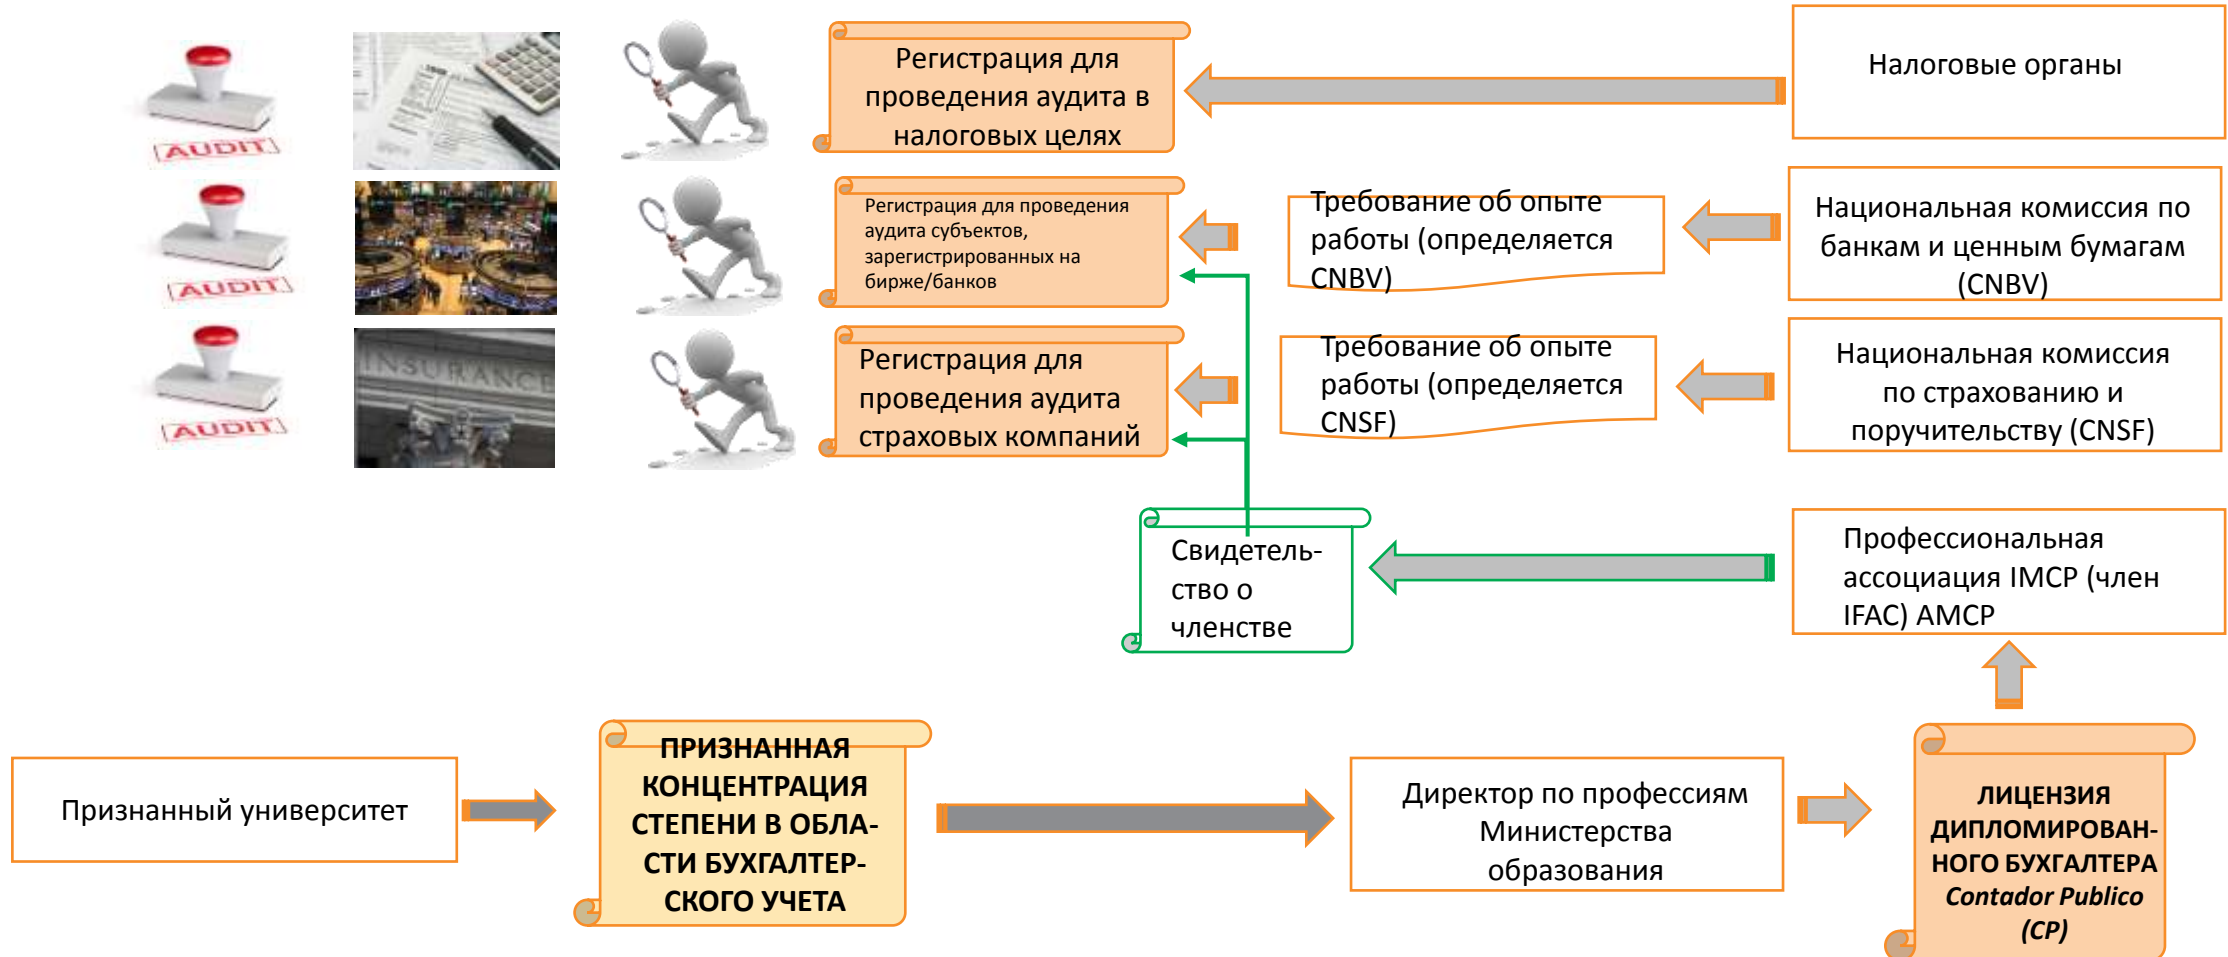 AUDIT
Регистрация для
проведения аудита в
налоговых целях
Налоговые органы
AUDIT
Регистрация для проведения
аудита субъектов,
зарегистрированных на
бирже/банков
Требование об опыте
работы (определяется
CNBV)
Национальная комиссия по
банкам и ценным бумагам
(CNBV)
AUDIT
INSURANCE
Регистрация для
проведения аудита
страховых компаний
Требование об опыте
работы (определяется
CNSF)
Национальная комиссия
по страхованию и
поручительству (CNSF)
Свидетель-
ство о
членстве
Профессиональная
ассоциация IMCP (член
IFAC) AMCP
Признанный университет
ПРИЗНАННАЯ
КОНЦЕНТРАЦИЯ
СТЕПЕНИ В ОБЛА-
СТИ БУХГАЛТЕР-
СКОГО УЧЕТА
Директор по профессиям
Министерства
образования
ЛИЦЕНЗИЯ
ДИПЛОМИРОВАН-
НОГО БУХГАЛТЕРА
Contador Publico
(CP)